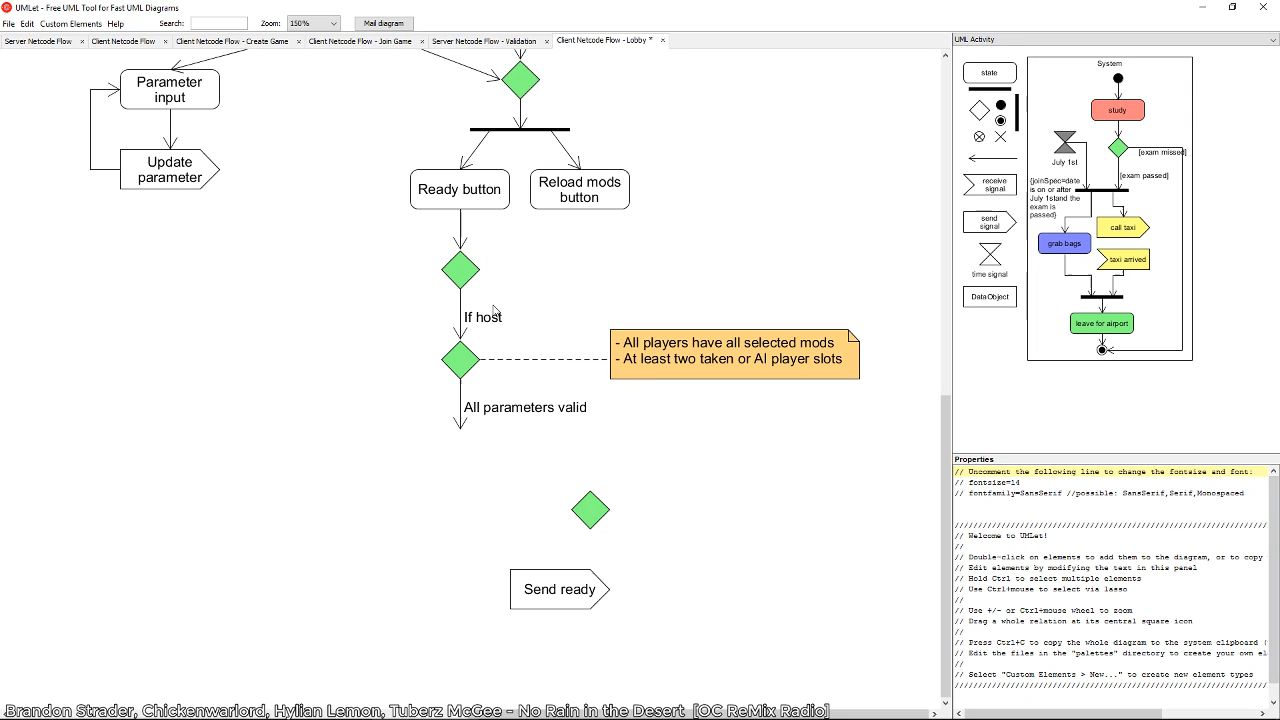 UMLet - Free UML Tool for Fast UML Diagrams
File Edit Custom Elements Help
Search:
Zoom: 150%
Mail diagram
Server Netcode Flow
Client Netcode Flow
Client Netcode Flow - Create Game
Client Netcode Flow - Join Game
Server Netcode Flow - Validation
Client Netcode Flow - Lobby *
Parameter
input
Update
parameter
Ready button
Reload mods
button
If host
- All players have all selected mods
- At least two taken or AI player slots
All parameters valid
Send ready
UML Activity
state
receive
signal
send
signal
time signal
DataObject
System
study
July 1st
[exam missed]
[exam passed]
{joinSpec=date
is on or after
July 1stand the
exam is
passed}
call taxi
grab bags
taxi arrived
leave for airport
Properties
// Uncomment the following line to change the fontsize and font:
// fontsize=14
// fontfamily=SansSerif //possible: SansSerif,Serif,Monospaced
//////////////////////////////////////////////////////////////////
// Welcome to UMLet!
//
// Double-click on elements to add them to the diagram, or to copy
// Edit elements by modifying the text in this panel
// Hold Ctrl to select multiple elements
// Use Ctrl+mouse to select via lasso
//
// Use +/- or Ctrl+mouse wheel to zoom
// Drag a whole relation at its central square icon
//
// Press Ctrl+C to copy the whole diagram to the system clipboard (
// Edit the files in the "palettes" directory to create your own el
//
// Select "Custom Elements > New..." to create new element types
//////////////////////////////////////////////////////////////////
Brandon Strader, Chickenwarlord, Hylian Lemon, Tuberz McGee - No Rain in the Desert [OC ReMix Radio]